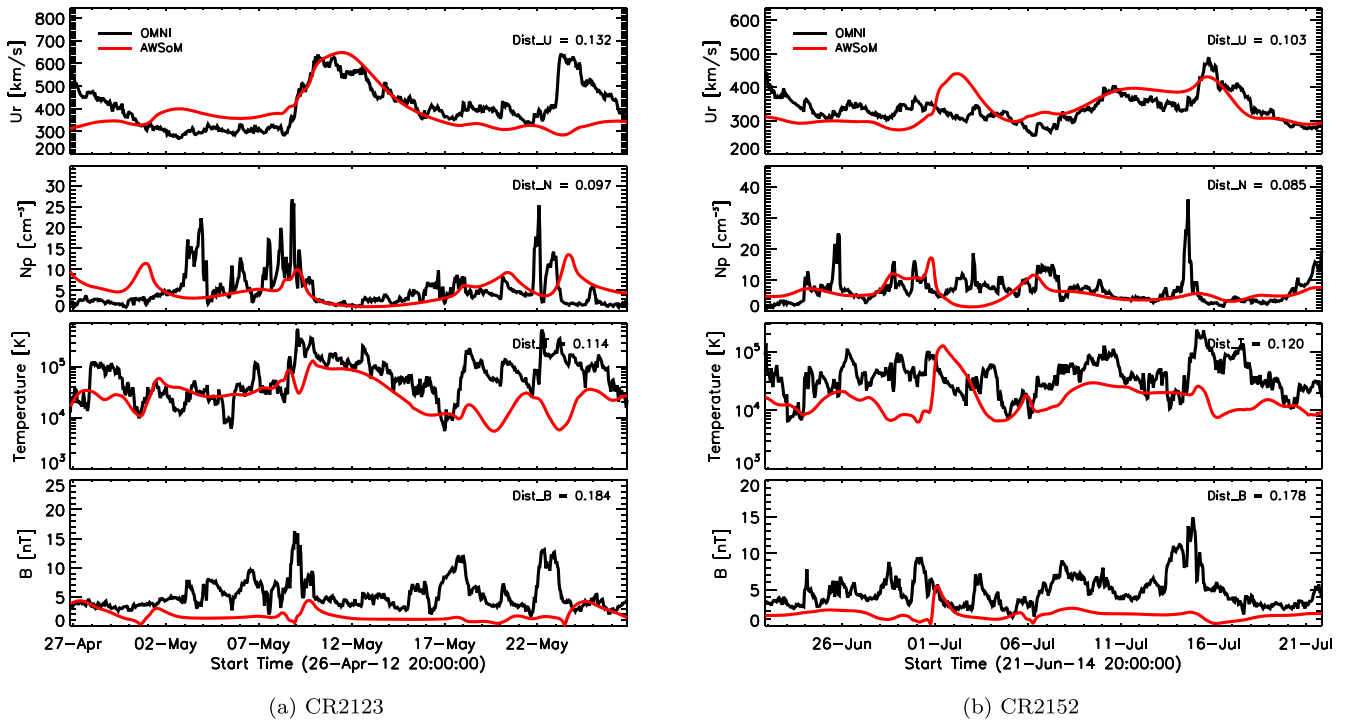 800
700
600
500
400
300
200
Ur [km/s]
OMNI
AWSoM
Dist_U = 0.132
30
25
20
15
10
5
0
Np [cm⁻³]
Dist_N = 0.097
10⁵
10⁴
10³
Temperature [K]
Dist_T = 0.114
25
20
15
10
5
0
B [nT]
Dist_B = 0.184
27-Apr 02-May 07-May 12-May 17-May 22-May
Start Time (26-Apr-12 20:00:00)
(a) CR2123
600
500
400
300
200
Ur [km/s]
OMNI
AWSoM
Dist_U = 0.103
40
30
20
10
0
Np [cm⁻³]
Dist_N = 0.085
10⁵
10⁴
10³
Temperature [K]
Dist_T = 0.120
20
15
10
5
0
B [nT]
Dist_B = 0.178
26-Jun 01-Jul 06-Jul 11-Jul 16-Jul 21-Jul
Start Time (21-Jun-14 20:00:00)
(b) CR2152